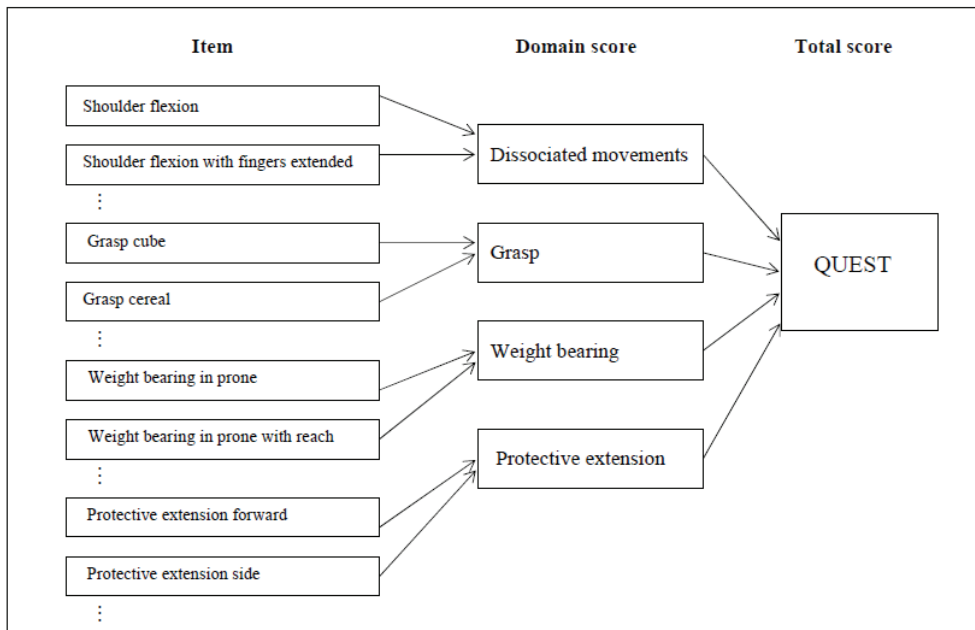 Item
Domain score
Total score
Shoulder flexion
Shoulder flexion with fingers extended
⋮
Grasp cube
Grasp cereal
⋮
Weight bearing in prone
Weight bearing in prone with reach
⋮
Protective extension forward
Protective extension side
⋮
Dissociated movements
Grasp
Weight bearing
Protective extension
QUEST